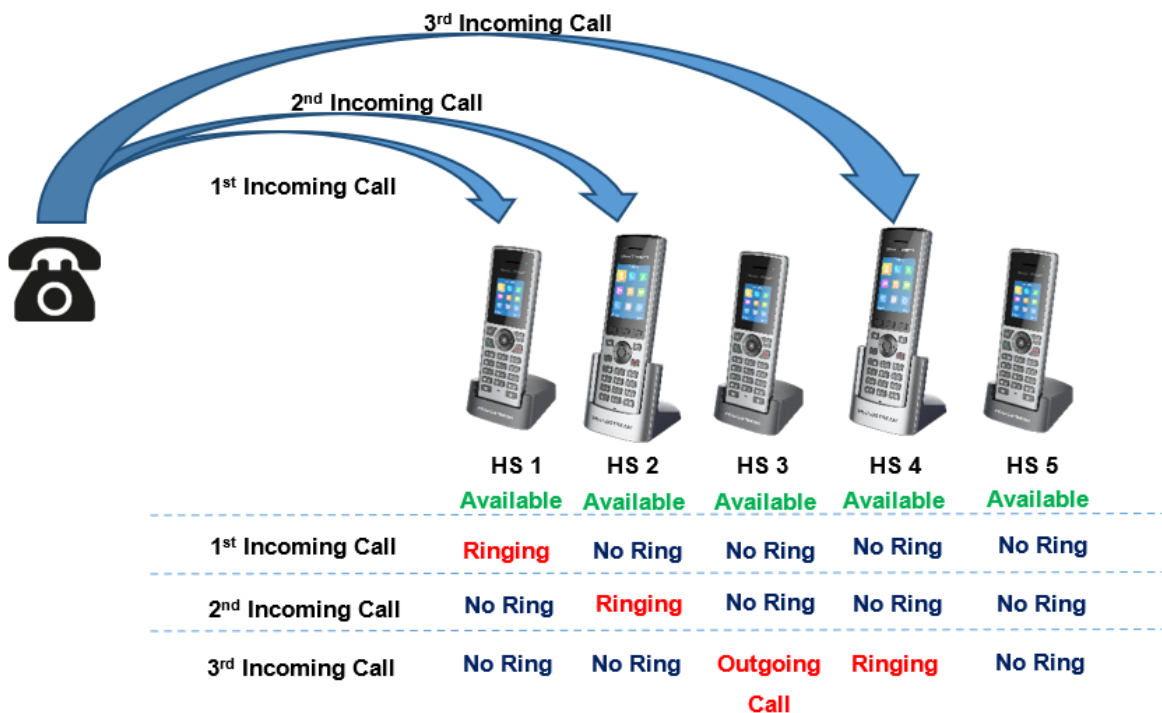 3rd Incoming Call
2nd Incoming Call
1st Incoming Call
HS 1 HS 2 HS 3 HS 4 HS 5
Available Available Available Available Available
1st Incoming Call Ringing No Ring No Ring No Ring No Ring
2nd Incoming Call No Ring Ringing No Ring No Ring No Ring
3rd Incoming Call No Ring No Ring Outgoing Ringing No Ring
Call